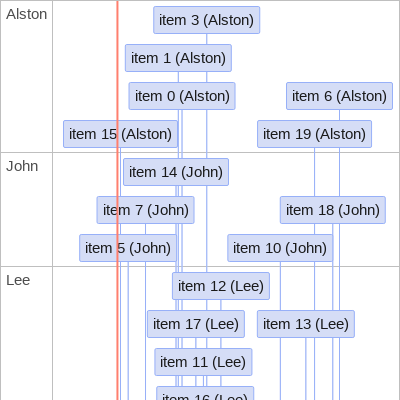 Alston
item 3 (Alston)
item 1 (Alston)
item 0 (Alston)
item 6 (Alston)
item 15 (Alston)
item 19 (Alston)
John
item 14 (John)
item 7 (John)
item 18 (John)
item 5 (John)
item 10 (John)
Lee
item 12 (Lee)
item 17 (Lee)
item 13 (Lee)
item 11 (Lee)
item 16 (Lee)